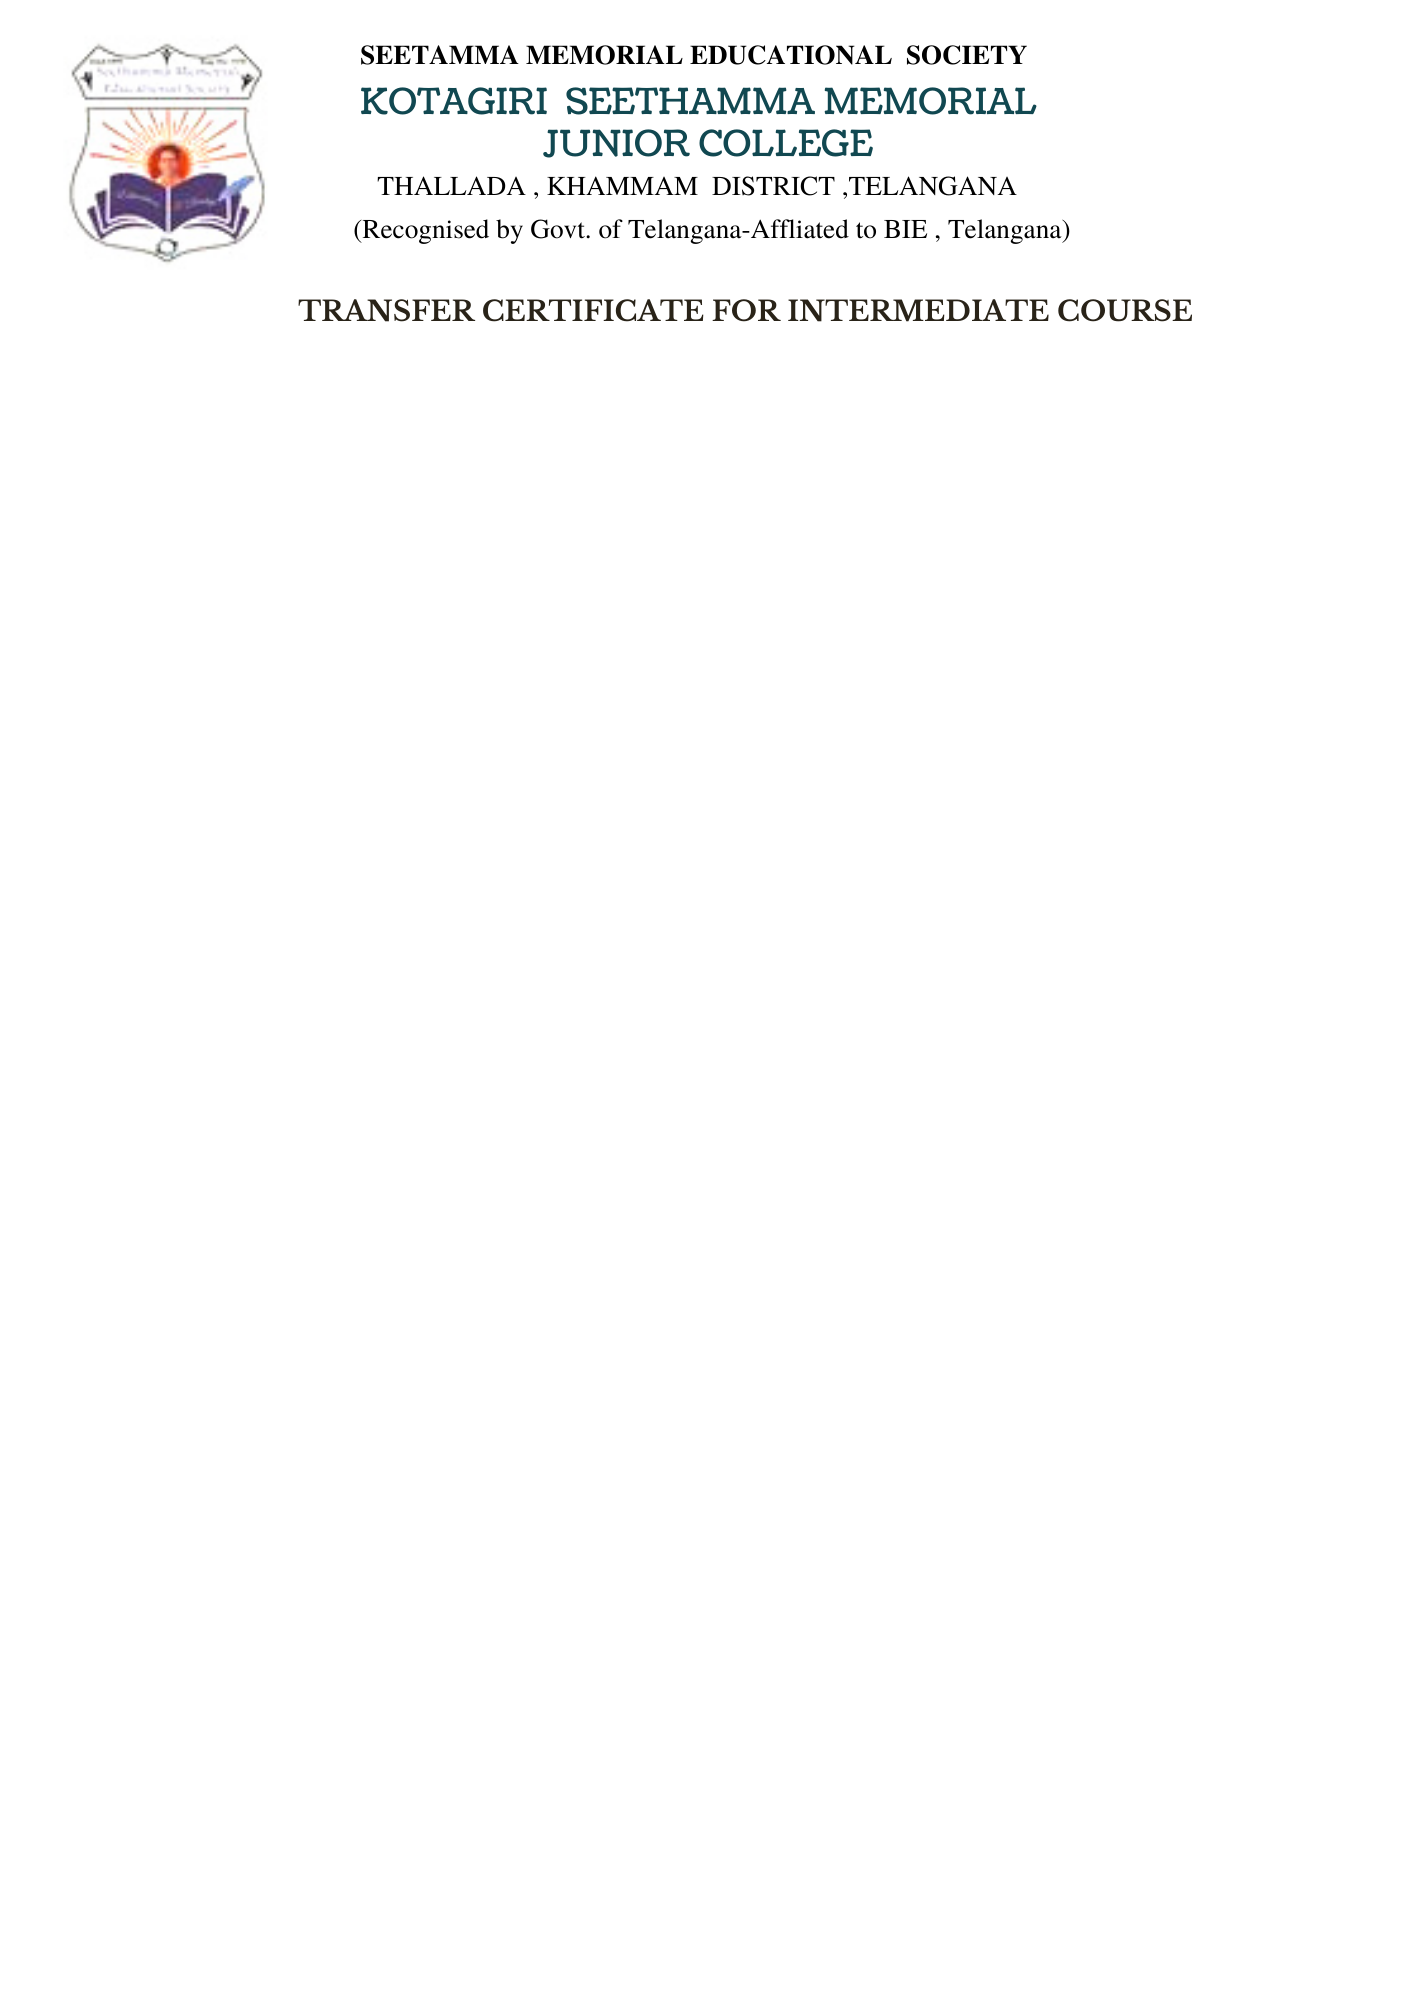 Seethamma Memorial
Educational Society
SEETAMMA MEMORIAL EDUCATIONAL SOCIETY
KOTAGIRI SEETHAMMA MEMORIAL
JUNIOR COLLEGE
THALLADA , KHAMMAM DISTRICT ,TELANGANA
(Recognised by Govt. of Telangana-Affliated to BIE , Telangana)
TRANSFER CERTIFICATE FOR INTERMEDIATE COURSE